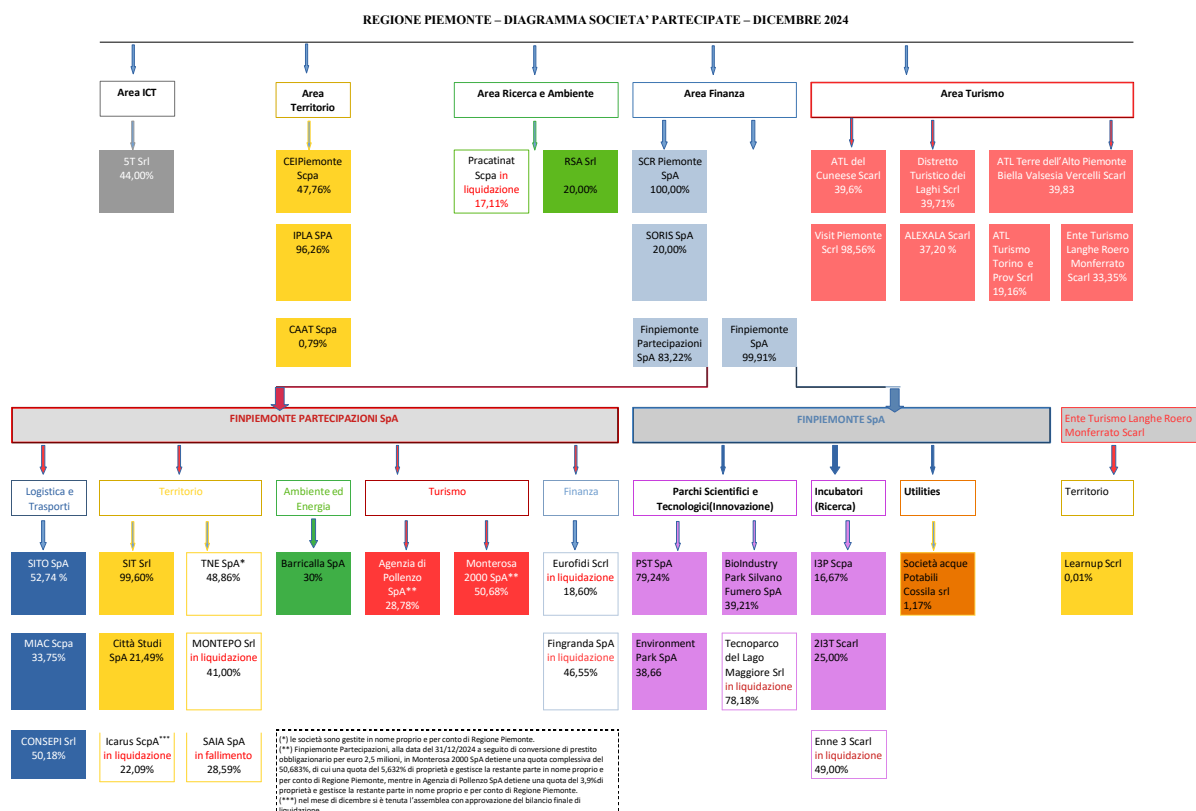 REGIONE PIEMONTE – DIAGRAMMA SOCIETA' PARTECIPATE – DICEMBRE 2024
Area ICT
Area
Territorio
Area Ricerca e Ambiente
Area Finanza
Area Turismo
5T Srl
44,00%
CEIPiemonte
Scpa
47,76%
Pracatinat
Scpa in
liquidazione
17,11%
RSA Srl
20,00%
SCR Piemonte
SpA
100,00%
ATL del
Cuneese Scarl
39,6%
Distretto
Turistico dei
Laghi Scrl
39,71%
ATL Terre dell'Alto Piemonte
Biella Valsesia Vercelli Scarl
39,83
IPLA SPA
96,26%
SORIS SpA
20,00%
Visit Piemonte
Scrl 98,56%
ALEXALA Scarl
37,20 %
ATL
Turismo
Torino e
Prov Scrl
19,16%
Ente Turismo
Langhe Roero
Monferrato
Scarl 33,35%
CAAT Scpa
0,79%
Finpiemonte
Partecipazioni
SpA 83,22%
Finpiemonte
SpA
99,91%
FINPIEMONTE PARTECIPAZIONI SpA
FINPIEMONTE SpA
Ente Turismo Langhe Roero
Monferrato Scarl
Logistica e
Trasporti
Territorio
Ambiente ed
Energia
Turismo
Finanza
Parchi Scientifici e
Tecnologici(Innovazione)
Incubatori
(Ricerca)
Utilities
Territorio
SITO SpA
52,74 %
SIT Srl
99,60%
TNE SpA*
48,86%
Barricalla SpA
30%
Agenzia di
Pollenzo
SpA**
28,78%
Monterosa
2000 SpA**
50,68%
Eurofidi Scrl
in liquidazione
18,60%
PST SpA
79,24%
BioIndustry
Park Silvano
Fumero SpA
39,21%
I3P Scpa
16,67%
Società acque
Potabili
Cossila srl
1,17%
Learnup Scrl
0,01%
MIAC Scpa
33,75%
Città Studi
SpA 21,49%
MONTEPO Srl
in liquidazione
41,00%
Fingranda SpA
in liquidazione
46,55%
Environment
Park SpA
38,66
Tecnoparco
del Lago
Maggiore Srl
in liquidazione
78,18%
2I3T Scarl
25,00%
CONSEPI Srl
50,18%
Icarus ScpA***
in liquidazione
22,09%
SAIA SpA
in fallimento
28,59%
Enne 3 Scarl
49,00%
(*) le società sono gestite in nome proprio e per conto di Regione Piemonte.
(**) Finpiemonte Partecipazioni, alla data del 31/12/2024 a seguito di conversione di prestito
obbligazionario per euro 2,5 milioni, in Monterosa 2000 SpA detiene una quota complessiva del
50,683%, di cui una quota del 5,632% di proprietà e gestisce la restante parte in nome proprio e
per conto di Regione Piemonte, mentre in Agenzia di Pollenzo SpA detiene una quota del 3,9%di
proprietà e gestisce la restante parte in nome proprio e per conto di Regione Piemonte.
(***) nel mese di dicembre si è tenuta l'assemblea con approvazione del bilancio finale di
liquidazione